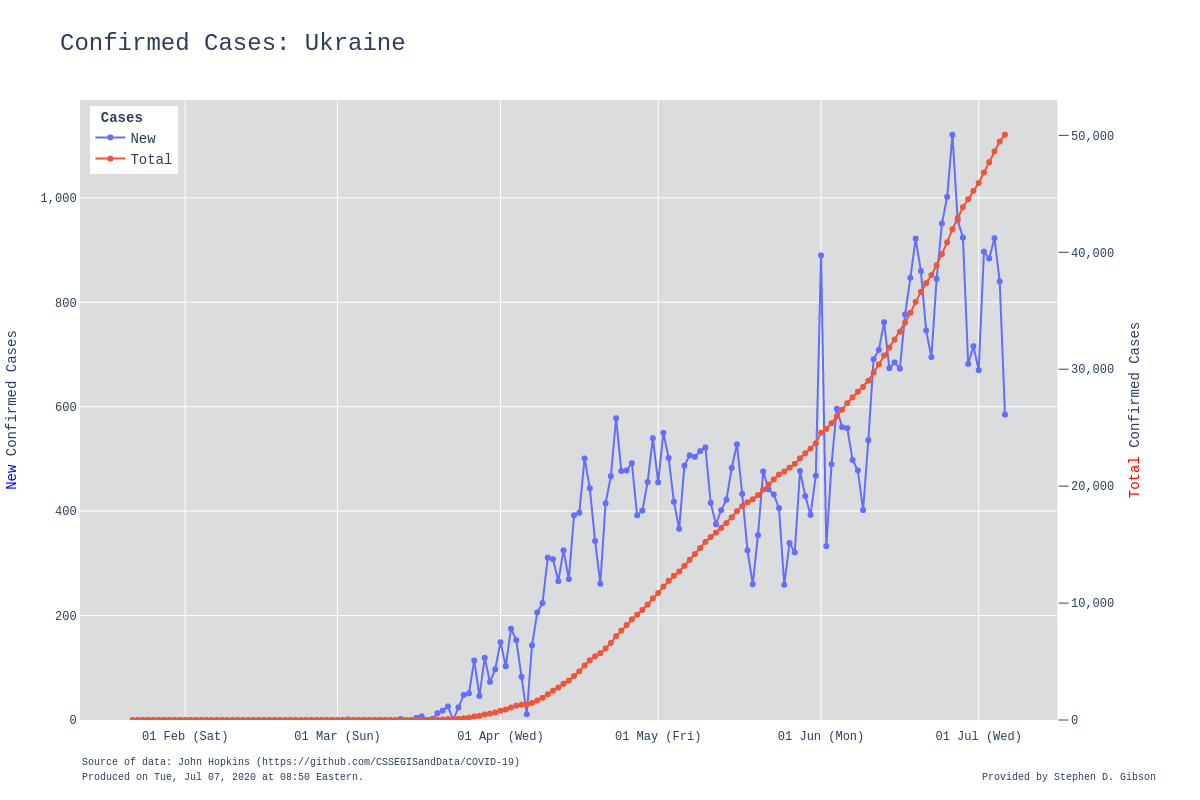 Confirmed Cases: Ukraine
Cases
New
Total
1,000
800
600
400
200
0
50,000
40,000
30,000
20,000
10,000
0
New Confirmed Cases
Total Confirmed Cases
01 Feb (Sat)
01 Mar (Sun)
01 Apr (Wed)
01 May (Fri)
01 Jun (Mon)
01 Jul (Wed)
Source of data: John Hopkins (https://github.com/CSSEGISandData/COVID-19)
Produced on Tue, Jul 07, 2020 at 08:50 Eastern.
Provided by Stephen D. Gibson